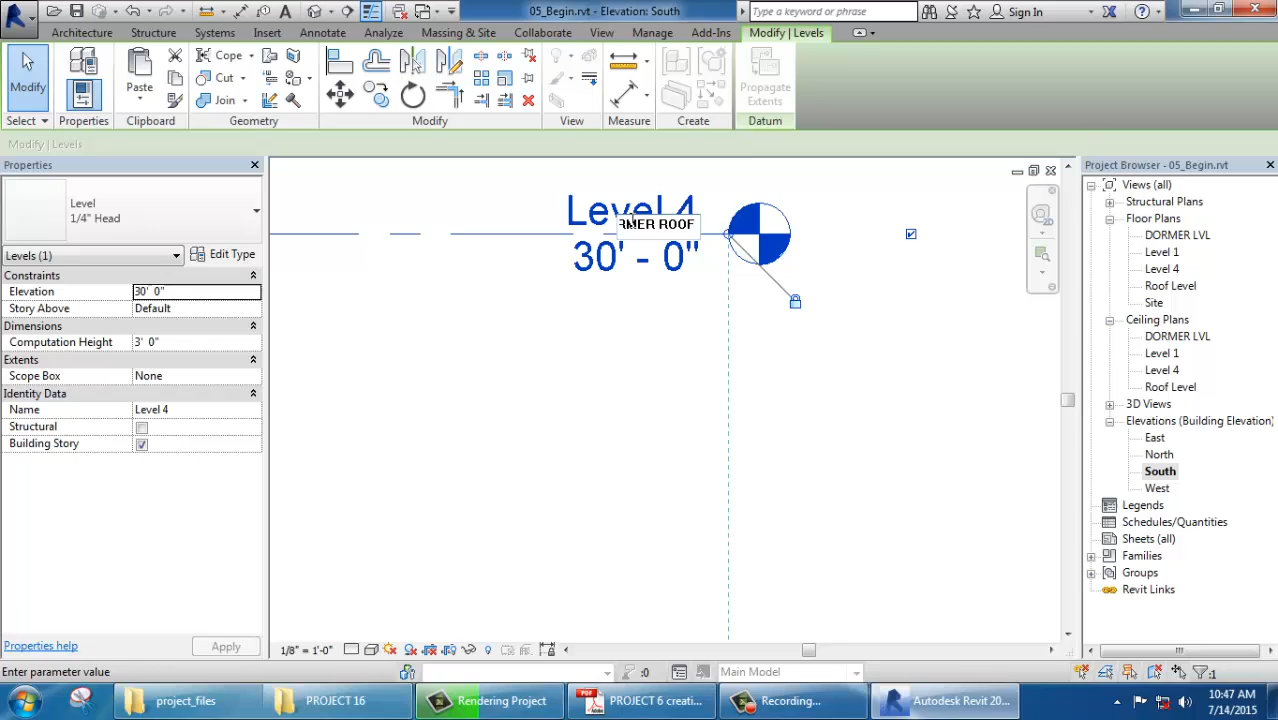 05_Begin.rvt - Elevation: South
Type a keyword or phrase
Sign In
Architecture Structure Systems Insert Annotate Analyze Massing & Site Collaborate View Manage Add-Ins Modify | Levels
Modify
Paste
Cope
Cut
Join
Propagate
Extents
Select Properties Clipboard Geometry Modify View Measure Create Datum
Modify | Levels
Properties
Level
1/4" Head
Levels (1)
Edit Type
Constraints
Elevation 30' 0"
Story Above Default
Dimensions
Computation Height 3' 0"
Extents
Scope Box None
Identity Data
Name Level 4
Structural
Building Story
Properties help
Apply
Level 4
RMER ROOF
30' - 0"
Project Browser - 05_Begin.rvt
Views (all)
Structural Plans
Floor Plans
DORMER LVL
Level 1
Level 4
Roof Level
Site
Ceiling Plans
DORMER LVL
Level 1
Level 4
Roof Level
3D Views
Elevations (Building Elevation)
East
North
South
West
Legends
Schedules/Quantities
Sheets (all)
Families
Groups
Revit Links
1/8" = 1'-0"
Enter parameter value
:0
Main Model
:1
project_files
PROJECT 16
Rendering Project
PROJECT 6 creati...
Recording...
Autodesk Revit 20...
10:47 AM
7/14/2015